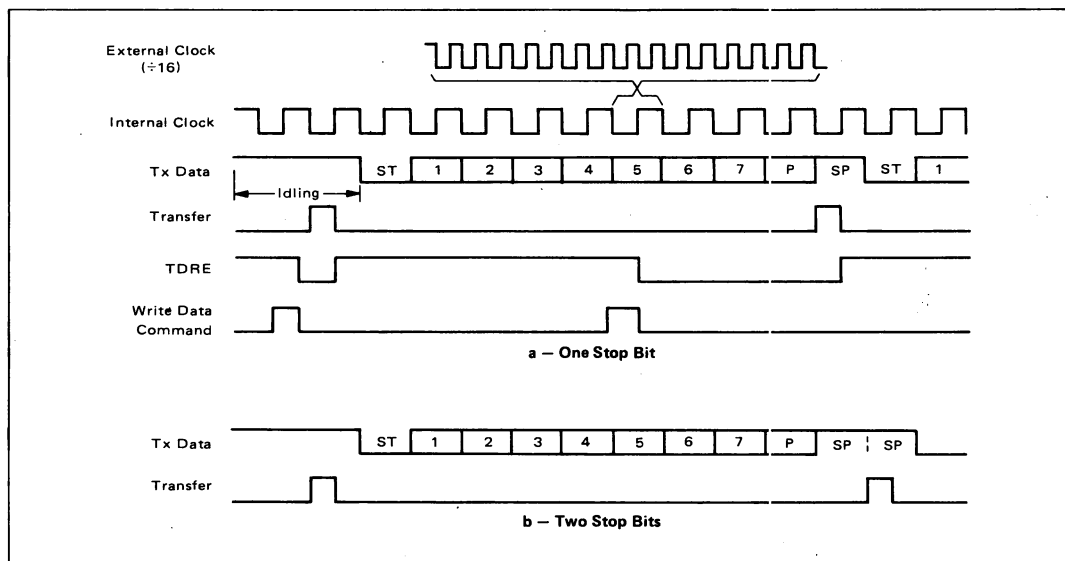 External Clock
(÷16)
Internal Clock
Tx Data
ST 1 2 3 4 5 6 7 P SP ST 1
Idling
Transfer
TDRE
Write Data
Command
a — One Stop Bit
Tx Data
ST 1 2 3 4 5 6 7 P SP SP
Transfer
b — Two Stop Bits